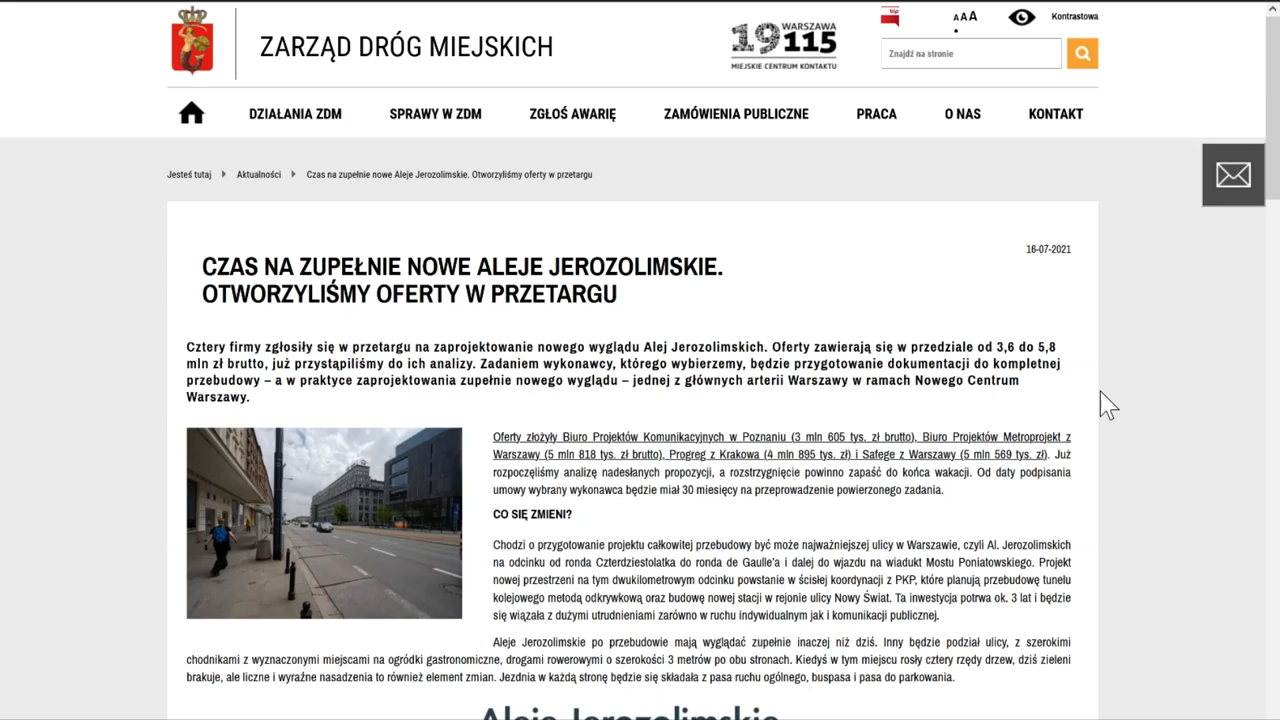 ZARZĄD DRÓG MIEJSKICH
19 WARSZAWA 115
MIEJSKIE CENTRUM KONTAKTU
bip
A A A
Kontrastowa
Znajdź na stronie
DZIAŁANIA ZDM SPRAWY W ZDM ZGŁOŚ AWARIĘ ZAMÓWIENIA PUBLICZNE PRACA O NAS KONTAKT
Jesteś tutaj Aktualności Czas na zupełnie nowe Aleje Jerozolimskie. Otworzyliśmy oferty w przetargu
16-07-2021
CZAS NA ZUPEŁNIE NOWE ALEJE JEROZOLIMSKIE.
OTWORZYLIŚMY OFERTY W PRZETARGU
Cztery firmy zgłosiły się w przetargu na zaprojektowanie nowego wyglądu Alej Jerozolimskich. Oferty zawierają się w przedziale od 3,6 do 5,8
mln zł brutto, już przystąpiliśmy do ich analizy. Zadaniem wykonawcy, którego wybierzemy, będzie przygotowanie dokumentacji do kompletnej
przebudowy – a w praktyce zaprojektowania zupełnie nowego wyglądu – jednej z głównych arterii Warszawy w ramach Nowego Centrum
Warszawy.
Oferty złożyły Biuro Projektów Komunikacyjnych w Poznaniu (3 mln 605 tys. zł brutto), Biuro Projektów Metroprojekt z
Warszawy (5 mln 818 tys. zł brutto), Progreg z Krakowa (4 mln 895 tys. zł) i Safege z Warszawy (5 mln 569 tys. zł). Już
rozpoczęliśmy analizę nadesłanych propozycji, a rozstrzygnięcie powinno zapaść do końca wakacji. Od daty podpisania
umowy wybrany wykonawca będzie miał 30 miesięcy na przeprowadzenie powierzonego zadania.
CO SIĘ ZMIENI?
Chodzi o przygotowanie projektu całkowitej przebudowy być może najważniejszej ulicy w Warszawie, czyli Al. Jerozolimskich
na odcinku od ronda Czterdziestolatka do ronda de Gaulle'a i dalej do wjazdu na wiadukt Mostu Poniatowskiego. Projekt
nowej przestrzeni na tym dwukilometrowym odcinku powstanie w ścisłej koordynacji z PKP, które planują przebudowę tunelu
kolejowego metodą odkrywkową oraz budowę nowej stacji w rejonie ulicy Nowy Świat. Ta inwestycja potrwa ok. 3 lat i będzie
się wiązała z dużymi utrudnieniami zarówno w ruchu indywidualnym jak i komunikacji publicznej.
Aleje Jerozolimskie po przebudowie mają wyglądać zupełnie inaczej niż dziś. Inny będzie podział ulicy, z szerokimi
chodnikami z wyznaczonymi miejscami na ogródki gastronomiczne, drogami rowerowymi o szerokości 3 metrów po obu stronach. Kiedyś w tym miejscu rosły cztery rzędy drzew, dziś zieleni
brakuje, ale liczne i wyraźne nasadzenia to również element zmian. Jezdnia w każdą stronę będzie się składała z pasa ruchu ogólnego, buspasa i pasa do parkowania.
Aleje Jerozolimskie